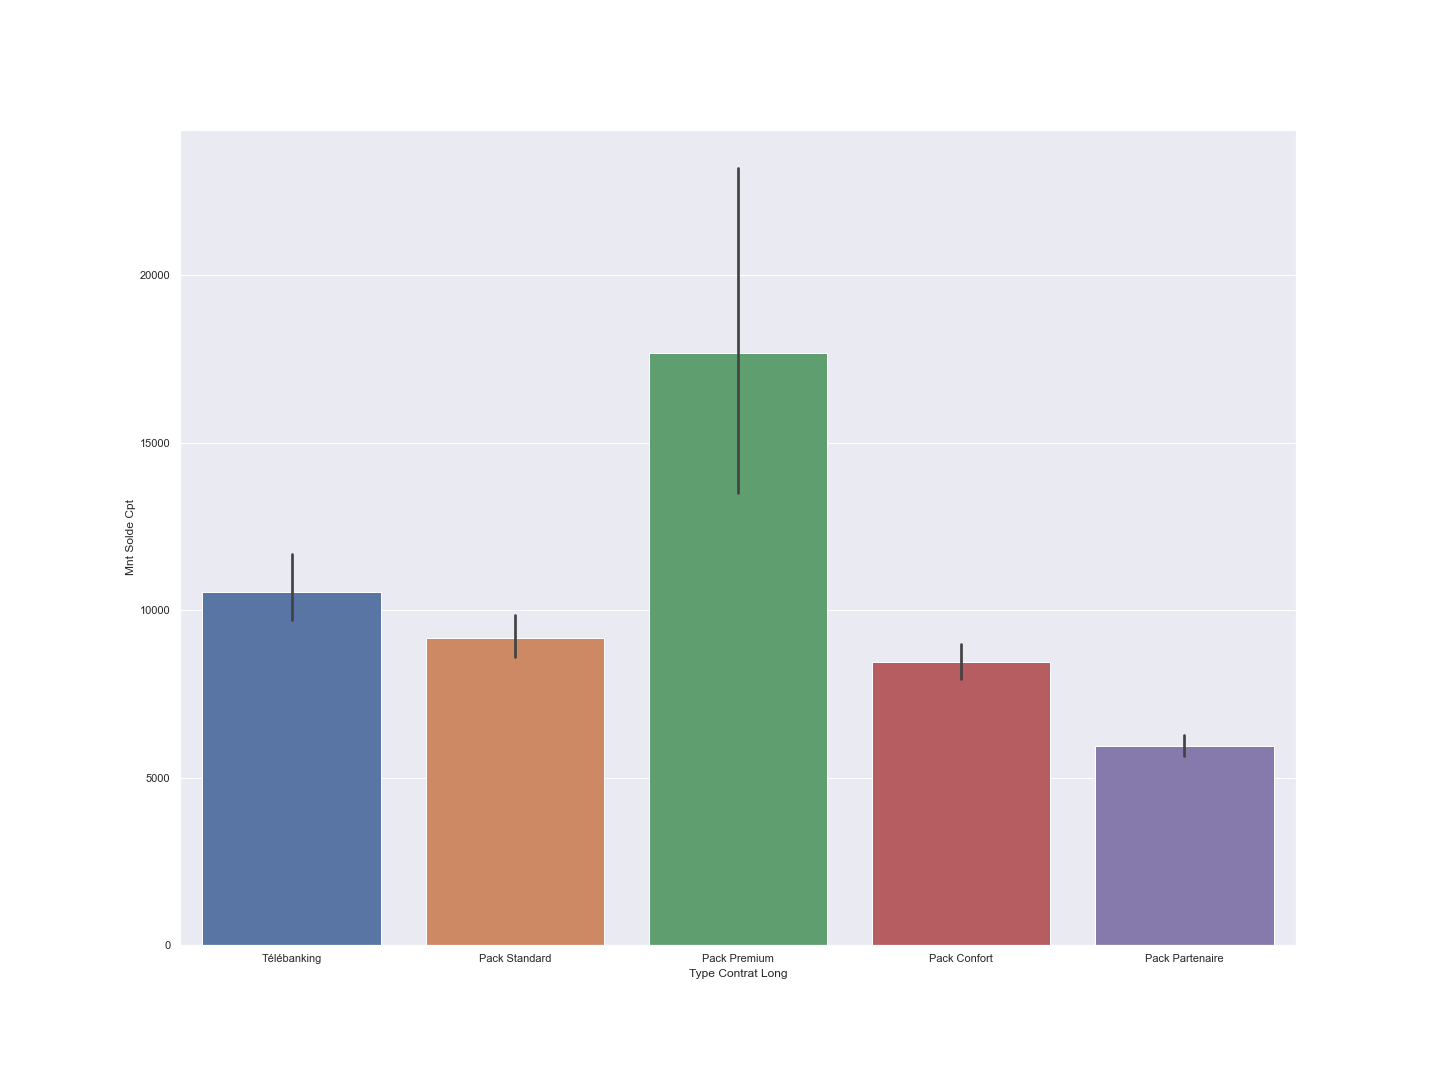 20000
15000
10000
5000
0
Mnt Solde Cpt
Télébanking
Pack Standard
Pack Premium
Pack Confort
Pack Partenaire
Type Contrat Long